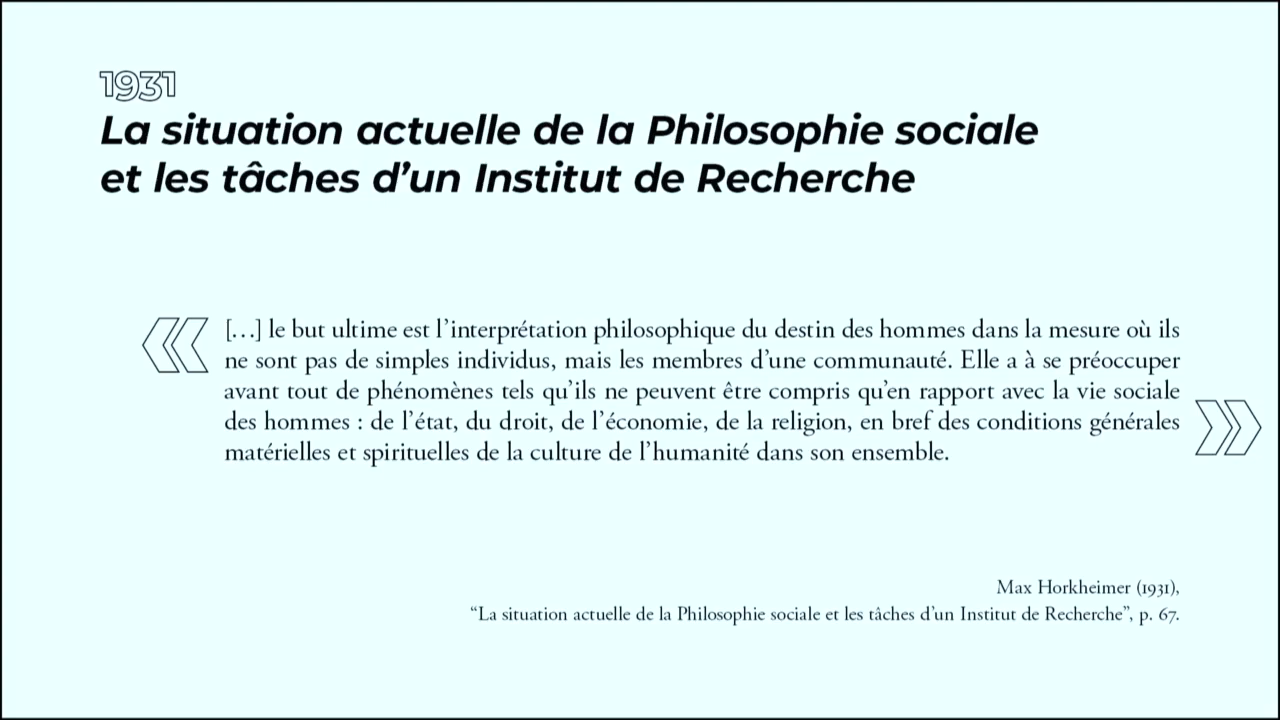 1931
La situation actuelle de la Philosophie sociale
et les tâches d’un Institut de Recherche
« […] le but ultime est l’interprétation philosophique du destin des hommes dans la mesure où ils
ne sont pas de simples individus, mais les membres d’une communauté. Elle a à se préoccuper
avant tout de phénomènes tels qu’ils ne peuvent être compris qu’en rapport avec la vie sociale
des hommes : de l’état, du droit, de l’économie, de la religion, en bref des conditions générales
matérielles et spirituelles de la culture de l’humanité dans son ensemble. »
Max Horkheimer (1931),
“La situation actuelle de la Philosophie sociale et les tâches d’un Institut de Recherche”, p. 67.